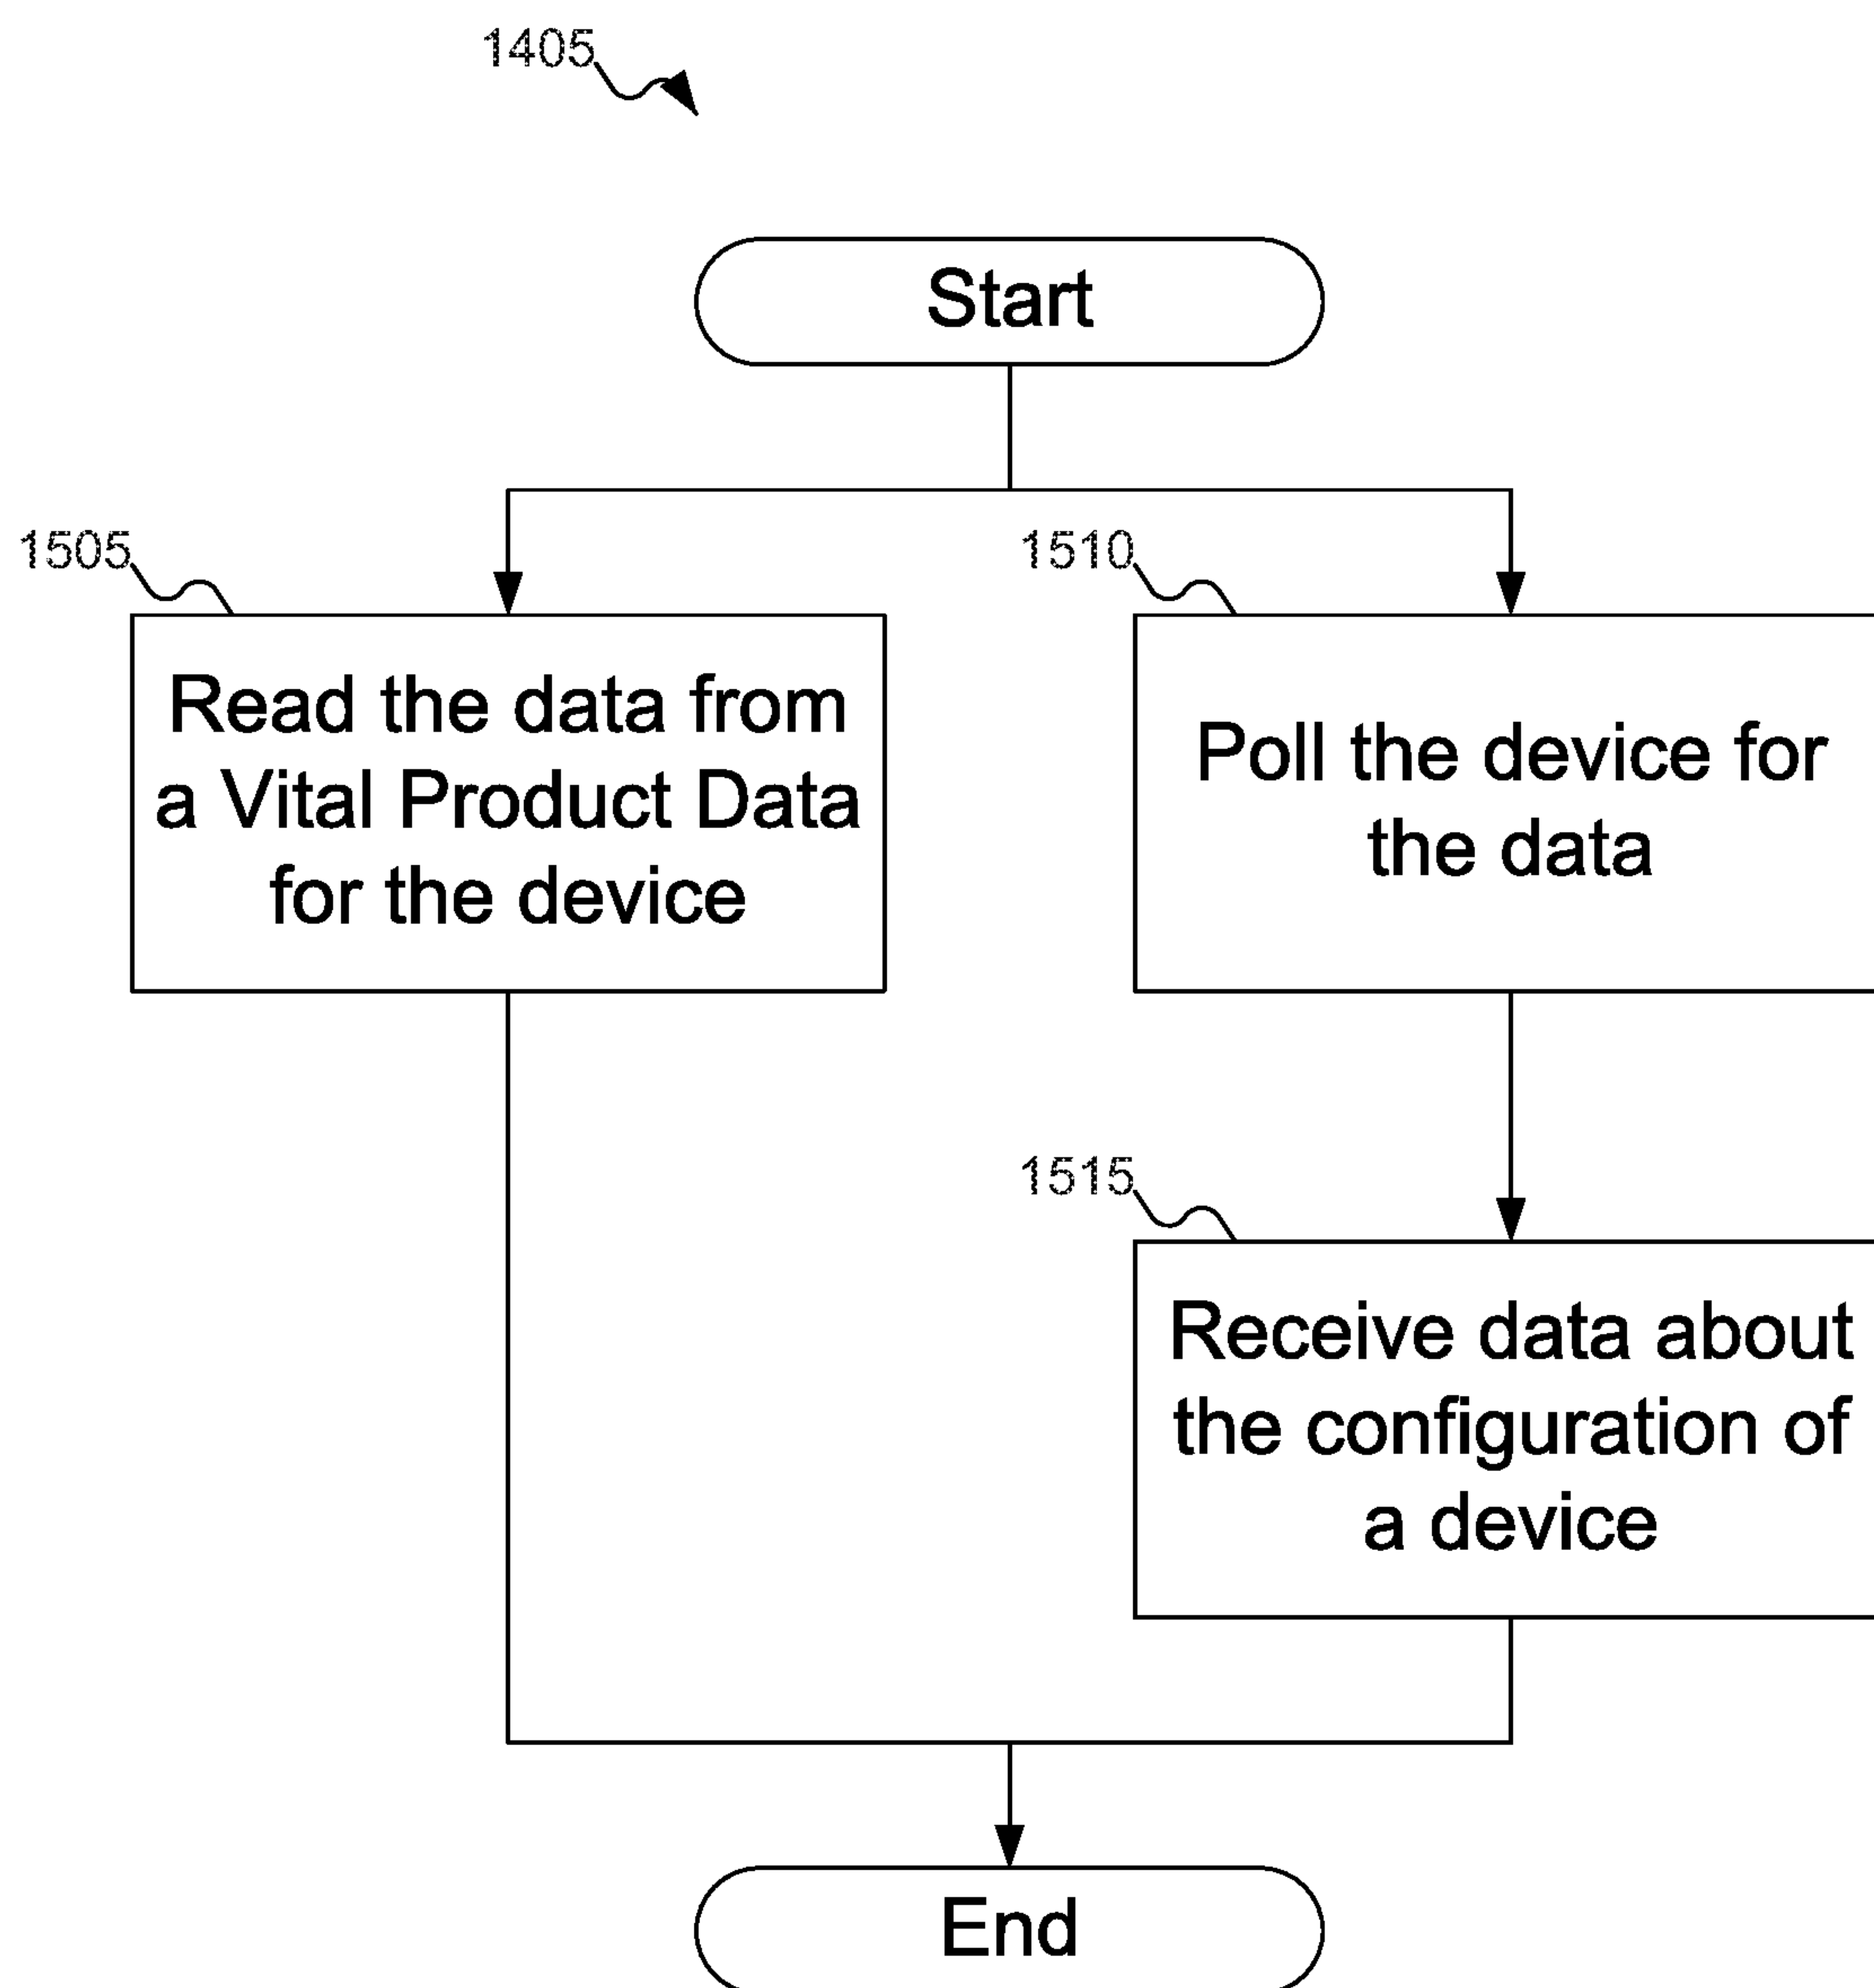 1405
Start
1505
1510
Read the data from
a Vital Product Data
for the device
Poll the device for
the data
1515
Receive data about
the configuration of
a device
End